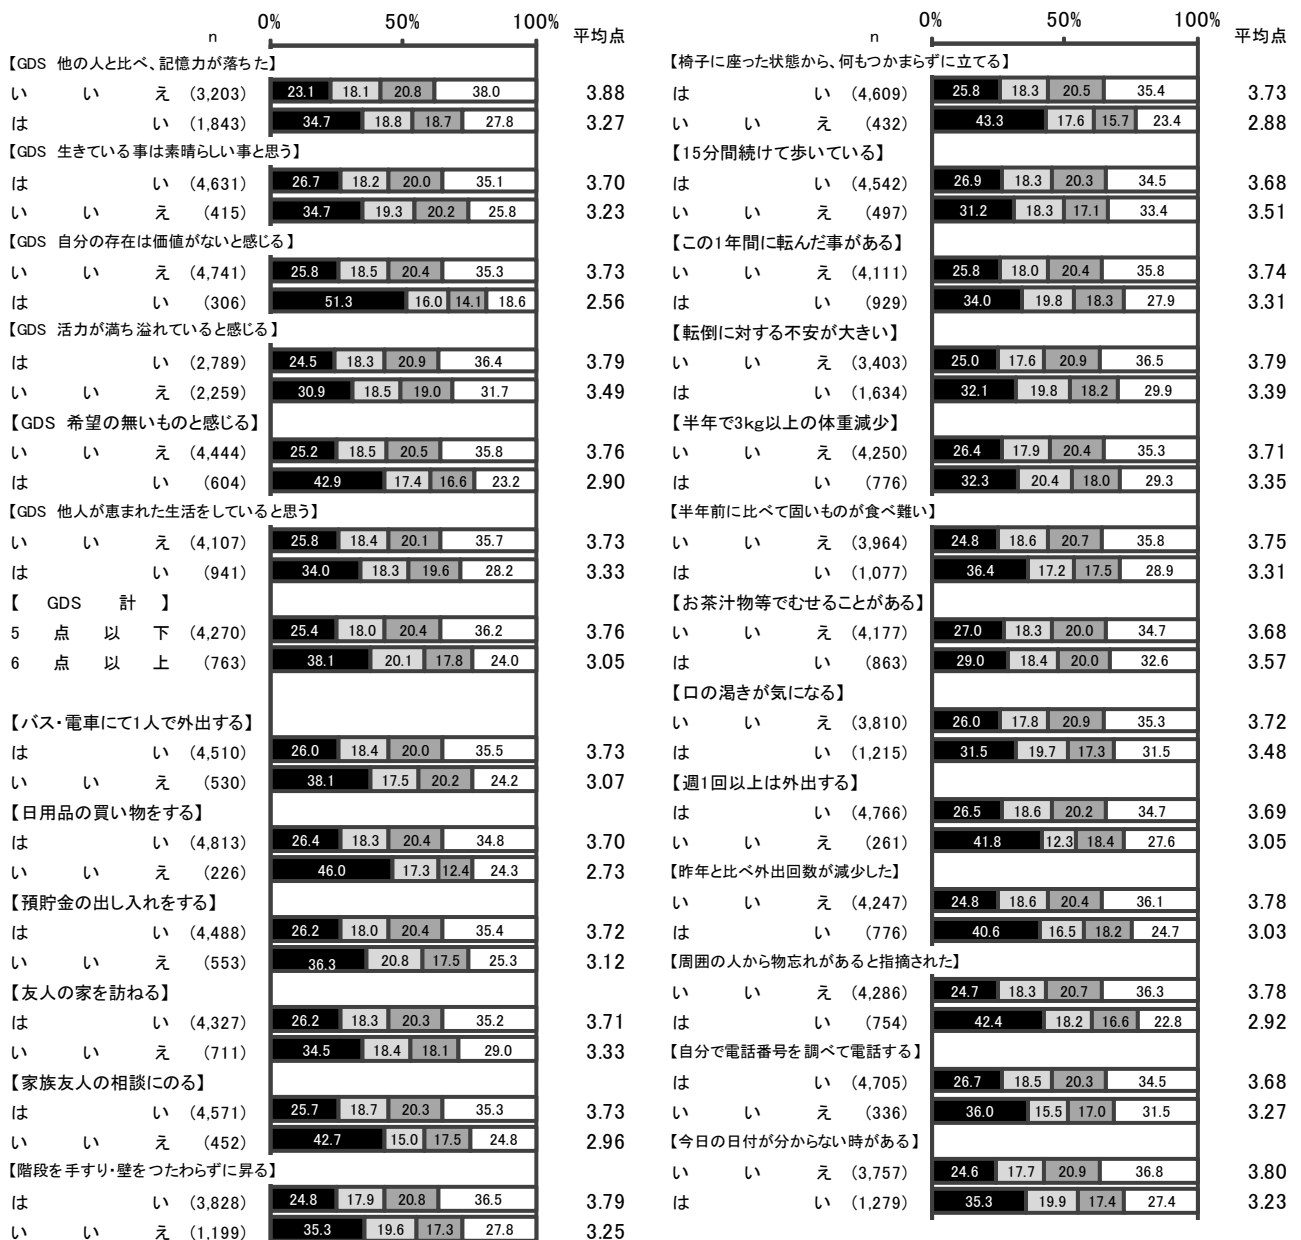 0% 50% 100%
n 平均点
【GDS 他の人と比べ、記憶力が落ちた】
いいえ (3,203) 23.1 18.1 20.8 38.0 3.88
はい (1,843) 34.7 18.8 18.7 27.8 3.27
【GDS 生きている事は素晴らしい事と思う】
はい (4,631) 26.7 18.2 20.0 35.1 3.70
いいえ (415) 34.7 19.3 20.2 25.8 3.23
【GDS 自分の存在は価値がないと感じる】
いいえ (4,741) 25.8 18.5 20.4 35.3 3.73
はい (306) 51.3 16.0 14.1 18.6 2.56
【GDS 活力が満ち溢れていると感じる】
はい (2,789) 24.5 18.3 20.9 36.4 3.79
いいえ (2,259) 30.9 18.5 19.0 31.7 3.49
【GDS 希望の無いものと感じる】
いいえ (4,444) 25.2 18.5 20.5 35.8 3.76
はい (604) 42.9 17.4 16.6 23.2 2.90
【GDS 他人が恵まれた生活をしていると思う】
いいえ (4,107) 25.8 18.4 20.1 35.7 3.73
はい (941) 34.0 18.3 19.6 28.2 3.33
【 GDS 計 】
5点以下 (4,270) 25.4 18.0 20.4 36.2 3.76
6点以上 (763) 38.1 20.1 17.8 24.0 3.05
【バス・電車にて1人で外出する】
はい (4,510) 26.0 18.4 20.0 35.5 3.73
いいえ (530) 38.1 17.5 20.2 24.2 3.07
【日用品の買い物をする】
はい (4,813) 26.4 18.3 20.4 34.8 3.70
いいえ (226) 46.0 17.3 12.4 24.3 2.73
【預貯金の出し入れをする】
はい (4,488) 26.2 18.0 20.4 35.4 3.72
いいえ (553) 36.3 20.8 17.5 25.3 3.12
【友人の家を訪ねる】
はい (4,327) 26.2 18.3 20.3 35.2 3.71
いいえ (711) 34.5 18.4 18.1 29.0 3.33
【家族友人の相談にのる】
はい (4,571) 25.7 18.7 20.3 35.3 3.73
いいえ (452) 42.7 15.0 17.5 24.8 2.96
【階段を手すり・壁をつたわらずに昇る】
はい (3,828) 24.8 17.9 20.8 36.5 3.79
いいえ (1,199) 35.3 19.6 17.3 27.8 3.25
0% 50% 100%
n 平均点
【椅子に座った状態から、何もつかまらずに立てる】
はい (4,609) 25.8 18.3 20.5 35.4 3.73
いいえ (432) 43.3 17.6 15.7 23.4 2.88
【15分間続けて歩いている】
はい (4,542) 26.9 18.3 20.3 34.5 3.68
いいえ (497) 31.2 18.3 17.1 33.4 3.51
【この1年間に転んだ事がある】
いいえ (4,111) 25.8 18.0 20.4 35.8 3.74
はい (929) 34.0 19.8 18.3 27.9 3.31
【転倒に対する不安が大きい】
いいえ (3,403) 25.0 17.6 20.9 36.5 3.79
はい (1,634) 32.1 19.8 18.2 29.9 3.39
【半年で3kg以上の体重減少】
いいえ (4,250) 26.4 17.9 20.4 35.3 3.71
はい (776) 32.3 20.4 18.0 29.3 3.35
【半年前に比べて固いものが食べ難い】
いいえ (3,964) 24.8 18.6 20.7 35.8 3.75
はい (1,077) 36.4 17.2 17.5 28.9 3.31
【お茶汁物等でむせることがある】
いいえ (4,177) 27.0 18.3 20.0 34.7 3.68
はい (863) 29.0 18.4 20.0 32.6 3.57
【口の渇きが気になる】
いいえ (3,810) 26.0 17.8 20.9 35.3 3.72
はい (1,215) 31.5 19.7 17.3 31.5 3.48
【週1回以上は外出する】
はい (4,766) 26.5 18.6 20.2 34.7 3.69
いいえ (261) 41.8 12.3 18.4 27.6 3.05
【昨年と比べ外出回数が減少した】
いいえ (4,247) 24.8 18.6 20.4 36.1 3.78
はい (776) 40.6 16.5 18.2 24.7 3.03
【周囲の人から物忘れがあると指摘された】
いいえ (4,286) 24.7 18.3 20.7 36.3 3.78
はい (754) 42.4 18.2 16.6 22.8 2.92
【自分で電話番号を調べて電話する】
はい (4,705) 26.7 18.5 20.3 34.5 3.68
いいえ (336) 36.0 15.5 17.0 31.5 3.27
【今日の日付が分からない時がある】
いいえ (3,757) 24.6 17.7 20.9 36.8 3.80
はい (1,279) 35.3 19.9 17.4 27.4 3.23